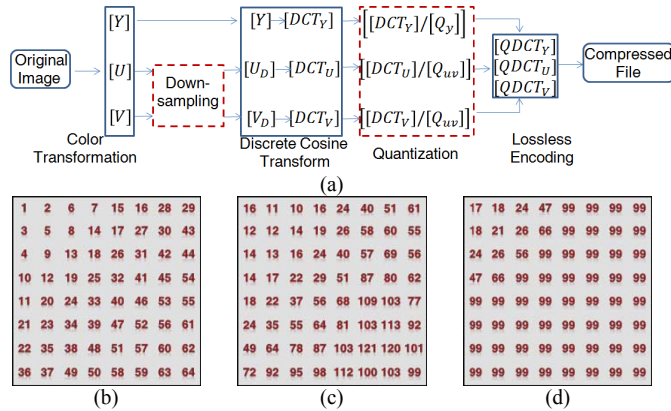 [Y] [Y] [DCT_Y] [[DCT_Y]/[Q_y]]
Original Image [U] Down-sampling [U_D] [DCT_U] [[DCT_U]/[Q_uv]] [QDCT_Y] [QDCT_U] [QDCT_V] Compressed File
[V] [V_D] [DCT_V] [[DCT_V]/[Q_uv]]
Color Transformation Discrete Cosine Transform Quantization Lossless Encoding
(a)
1 2 6 7 15 16 28 29
3 5 8 14 17 27 30 43
4 9 13 18 26 31 42 44
10 12 19 25 32 41 45 54
11 20 24 33 40 46 53 55
21 23 34 39 47 52 56 61
22 35 38 48 51 57 60 62
36 37 49 50 58 59 63 64
(b)
16 11 10 16 24 40 51 61
12 12 14 19 26 58 60 55
14 13 16 24 40 57 69 56
14 17 22 29 51 87 80 62
18 22 37 56 68 109 103 77
24 35 55 64 81 103 113 92
49 64 78 87 103 121 120 101
72 92 95 98 112 100 103 99
(c)
17 18 24 47 99 99 99 99
18 21 26 66 99 99 99 99
24 26 56 99 99 99 99 99
47 66 99 99 99 99 99 99
99 99 99 99 99 99 99 99
99 99 99 99 99 99 99 99
99 99 99 99 99 99 99 99
99 99 99 99 99 99 99 99
(d)